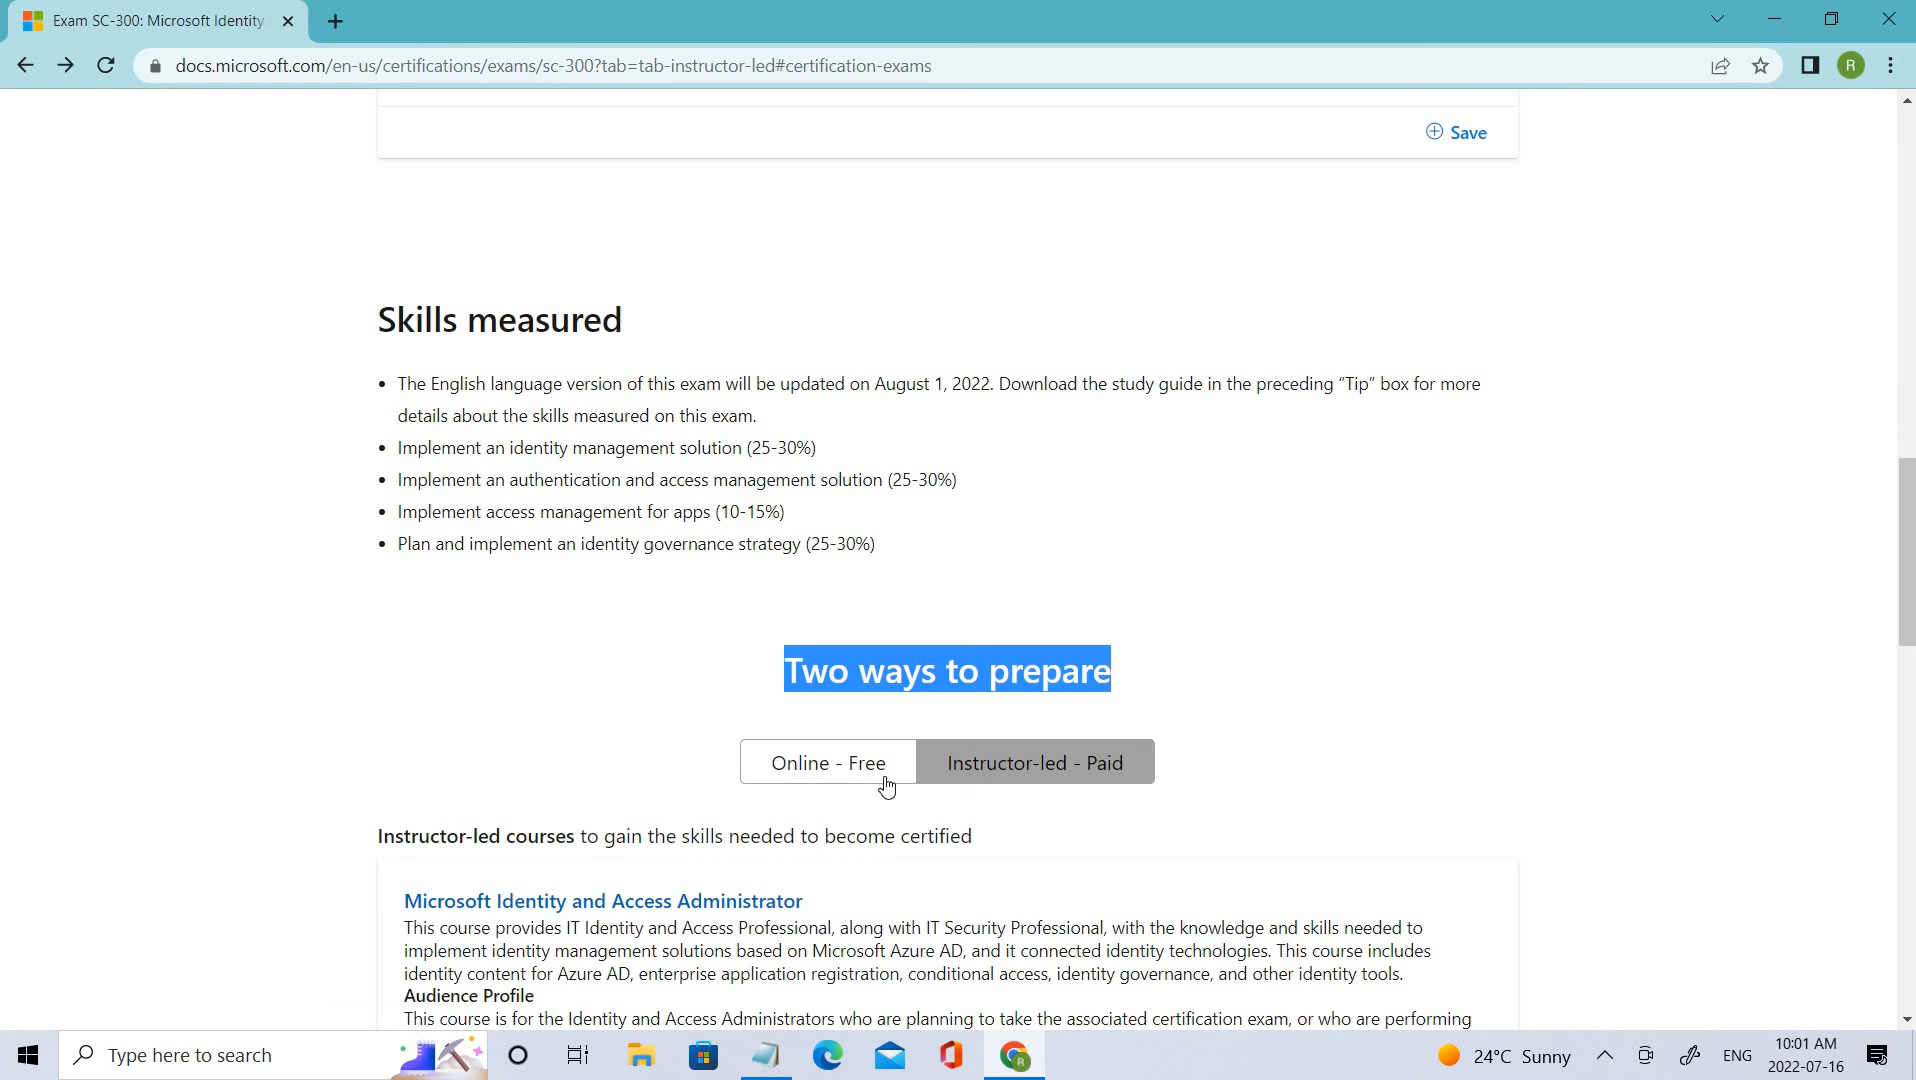 Exam SC-300: Microsoft Identity
docs.microsoft.com/en-us/certifications/exams/sc-300?tab=tab-instructor-led#certification-exams
R
Save
Skills measured
• The English language version of this exam will be updated on August 1, 2022. Download the study guide in the preceding “Tip” box for more
details about the skills measured on this exam.
• Implement an identity management solution (25-30%)
• Implement an authentication and access management solution (25-30%)
• Implement access management for apps (10-15%)
• Plan and implement an identity governance strategy (25-30%)
Two ways to prepare
Online - Free
Instructor-led - Paid
Instructor-led courses to gain the skills needed to become certified
Microsoft Identity and Access Administrator
This course provides IT Identity and Access Professional, along with IT Security Professional, with the knowledge and skills needed to
implement identity management solutions based on Microsoft Azure AD, and it connected identity technologies. This course includes
identity content for Azure AD, enterprise application registration, conditional access, identity governance, and other identity tools.
Audience Profile
This course is for the Identity and Access Administrators who are planning to take the associated certification exam, or who are performing
Type here to search
R
24°C Sunny
ENG
10:01 AM
2022-07-16